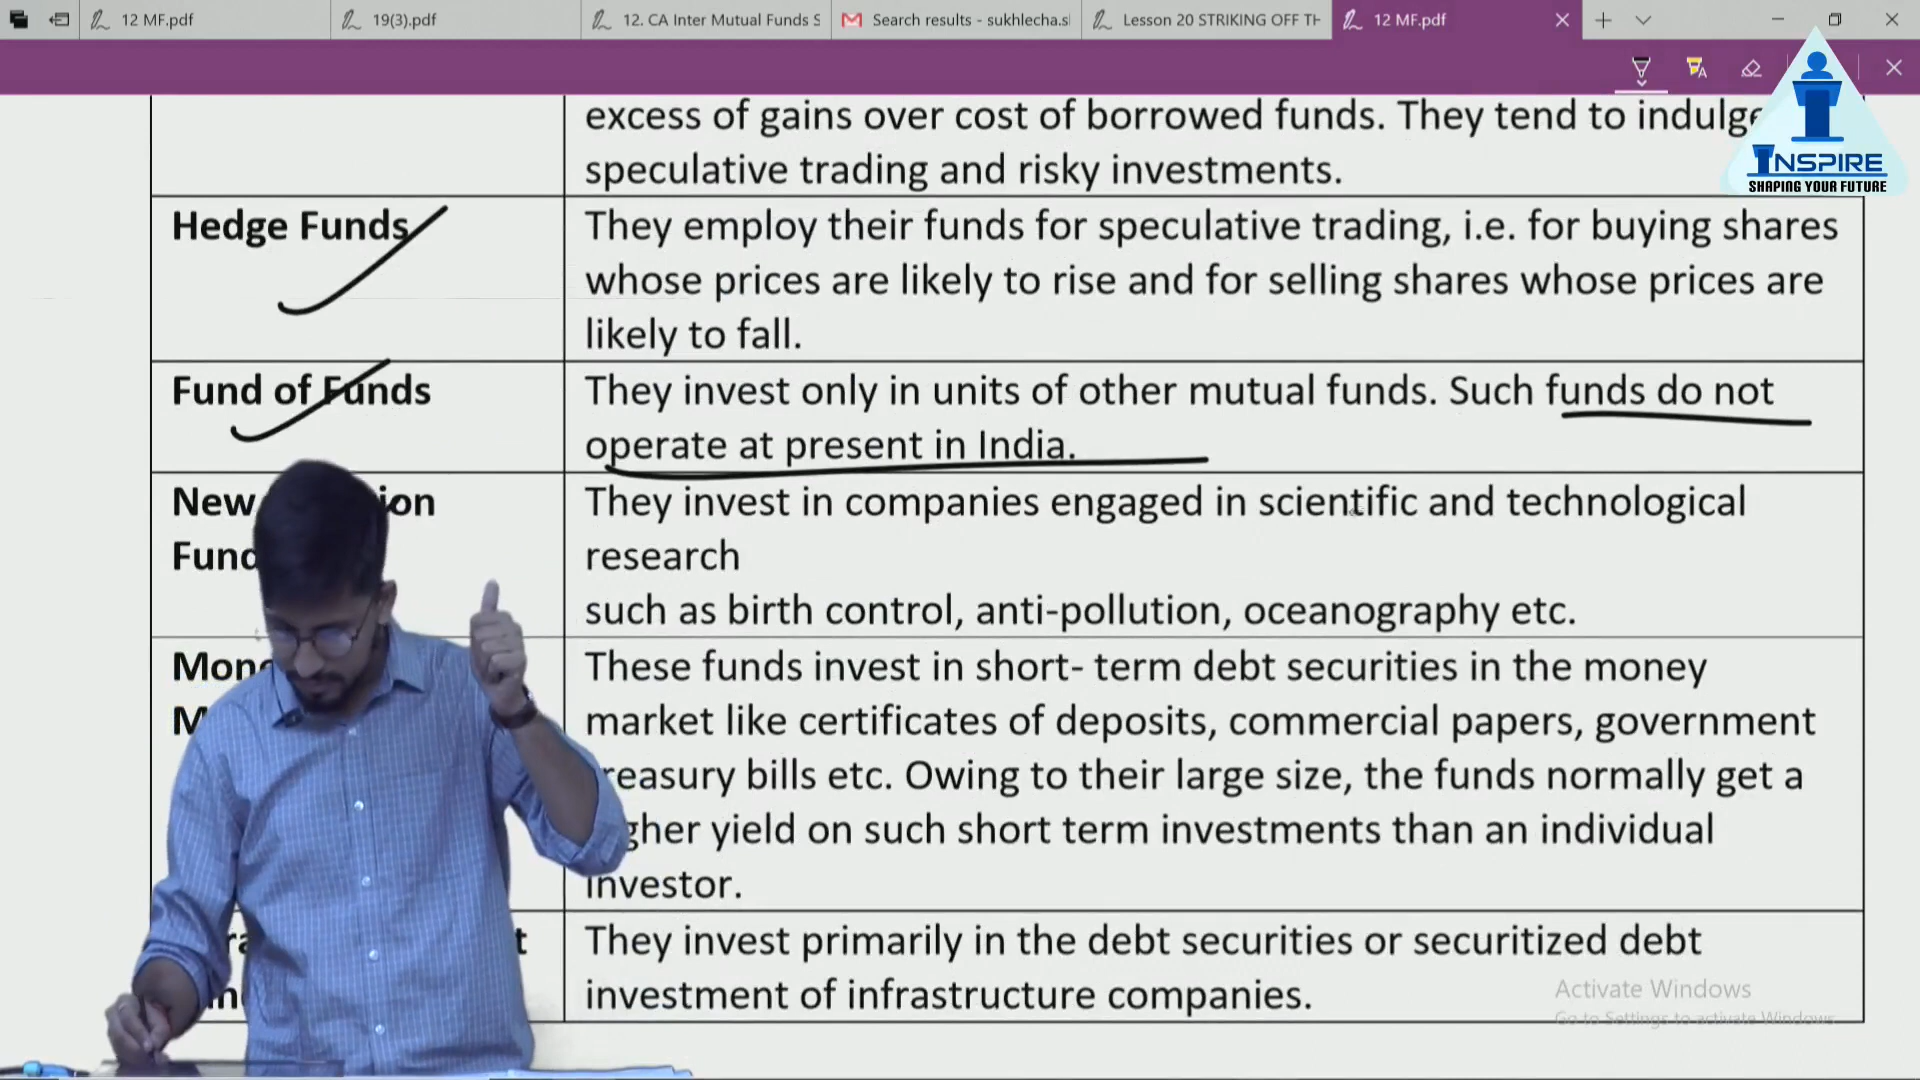 12 MF.pdf
19(3).pdf
12. CA Inter Mutual Funds S
Search results - sukhlecha.sl
Lesson 20 STRIKING OFF TH
12 MF.pdf
INSPIRE
SHAPING YOUR FUTURE
excess of gains over cost of borrowed funds. They tend to indulge
speculative trading and risky investments.
Hedge Funds
They employ their funds for speculative trading, i.e. for buying shares
whose prices are likely to rise and for selling shares whose prices are
likely to fall.
Fund of Funds
They invest only in units of other mutual funds. Such funds do not
operate at present in India.
New
Fund
They invest in companies engaged in scientific and technological
research
such as birth control, anti-pollution, oceanography etc.
These funds invest in short- term debt securities in the money
market like certificates of deposits, commercial papers, government
reasury bills etc. Owing to their large size, the funds normally get a
gher yield on such short term investments than an individual
investor.
They invest primarily in the debt securities or securitized debt
investment of infrastructure companies.
Activate Windows
Go to Settings to activate Windows.